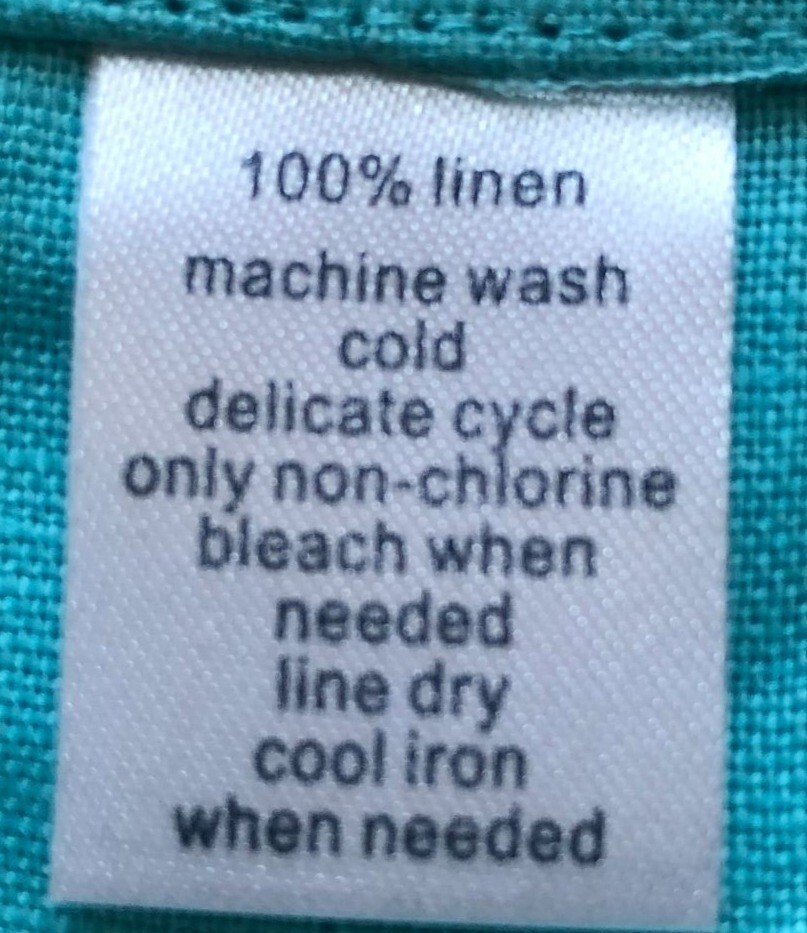 100% linen
machine wash
cold
delicate cycle
only non-chlorine
bleach when
needed
line dry
cool iron
when needed